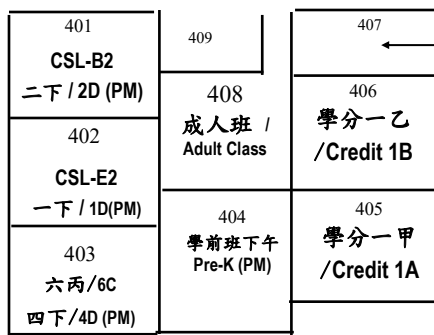 401
CSL-B2
二下 / 2D (PM)
402
CSL-E2
一下 / 1D(PM)
403
六丙/6C
四下/4D (PM)
409
408
成人班 /
Adult Class
404
學前班下午
Pre-K (PM)
407
406
學分一乙
/Credit 1B
405
學分一甲
/Credit 1A